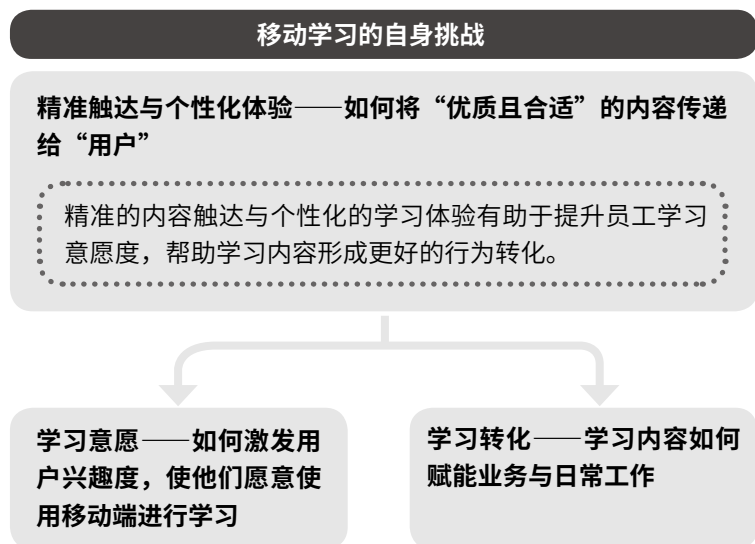 移动学习的自身挑战
精准触达与个性化体验——如何将“优质且合适”的内容传递
给“用户”
精准的内容触达与个性化的学习体验有助于提升员工学习
意愿度，帮助学习内容形成更好的行为转化。
学习意愿——如何激发用
户兴趣度，使他们愿意使
用移动端进行学习
学习转化——学习内容如何
赋能业务与日常工作